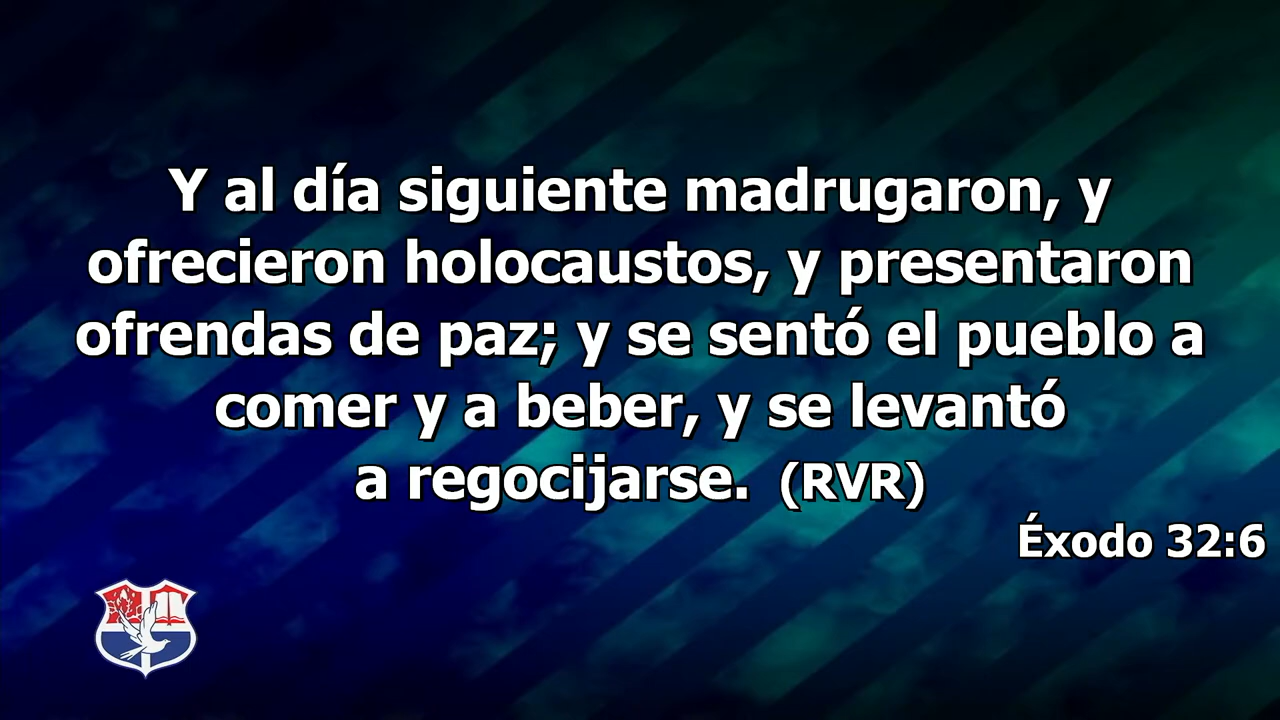 Y al día siguiente madrugaron, y
ofrecieron holocaustos, y presentaron
ofrendas de paz; y se sentó el pueblo a
comer y a beber, y se levantó
a regocijarse. (RVR)
Éxodo 32:6